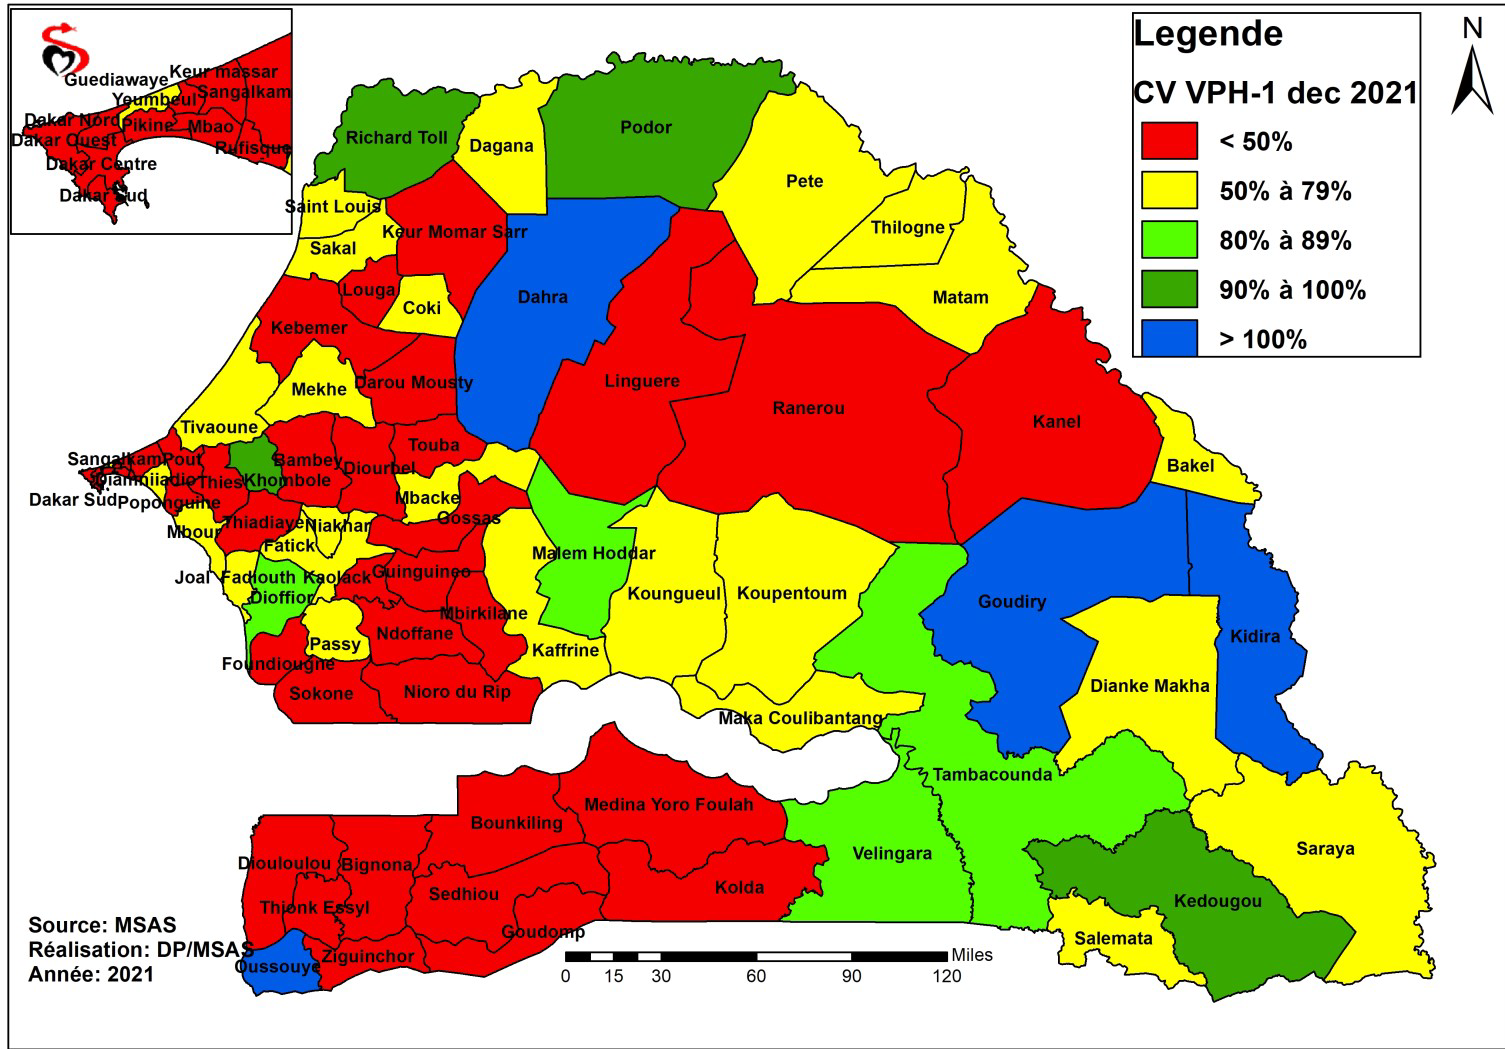 Legende
N
CV VPH-1 dec 2021
< 50%
50% à 79%
80% à 89%
90% à 100%
> 100%
Guediawaye
Keur massar
Yeumbeul
Sangalkam
Dakar Nord
Pikine
Mbao
Dakar Ouest
Rufisque
Dakar Centre
Dakar Sud
Richard Toll
Dagana
Podor
Pete
Saint Louis
Keur Momar Sarr
Thilogne
Sakal
Louga
Coki
Dahra
Matam
Kebemer
Mekhe
Darou Mousty
Linguere
Ranerou
Kanel
Tivaoune
Touba
Sangalkam
Pout
Bambey
Diourbel
Bakel
Diamniiadio
Thies
Khombole
Dakar Sud
Poponguine
Mbacke
Gossas
Mbour
Thiadiaye
Niakhar
Fatick
Malem Hoddar
Joal Fadiouth
Kaolack
Guinguineo
Dioffior
Koungueul
Koupentoum
Goudiry
Mbirkilane
Kidira
Passy
Ndoffane
Kaffrine
Foundiougne
Sokone
Nioro du Rip
Dianke Makha
Maka Coulibantang
Tambacounda
Medina Yoro Foulah
Bounkiling
Velingara
Saraya
Diouloulou
Bignona
Sedhiou
Kolda
Kedougou
Thionk Essyl
Goudomp
Salemata
Oussouye
Ziguinchor
Source: MSAS
Réalisation: DP/MSAS
Année: 2021
Miles
0 15 30 60 90 120